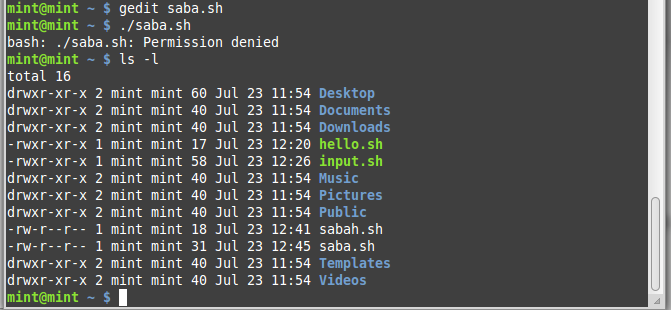 mint@mint ~ $ gedit saba.sh
mint@mint ~ $ ./saba.sh
bash: ./saba.sh: Permission denied
mint@mint ~ $ ls -l
total 16
drwxr-xr-x 2 mint mint 60 Jul 23 11:54 Desktop
drwxr-xr-x 2 mint mint 40 Jul 23 11:54 Documents
drwxr-xr-x 2 mint mint 40 Jul 23 11:54 Downloads
-rwxr-xr-x 1 mint mint 17 Jul 23 12:20 hello.sh
-rwxr-xr-x 1 mint mint 58 Jul 23 12:26 input.sh
drwxr-xr-x 2 mint mint 40 Jul 23 11:54 Music
drwxr-xr-x 2 mint mint 40 Jul 23 11:54 Pictures
drwxr-xr-x 2 mint mint 40 Jul 23 11:54 Public
-rw-r--r-- 1 mint mint 18 Jul 23 12:41 sabah.sh
-rw-r--r-- 1 mint mint 31 Jul 23 12:45 saba.sh
drwxr-xr-x 2 mint mint 40 Jul 23 11:54 Templates
drwxr-xr-x 2 mint mint 40 Jul 23 11:54 Videos
mint@mint ~ $